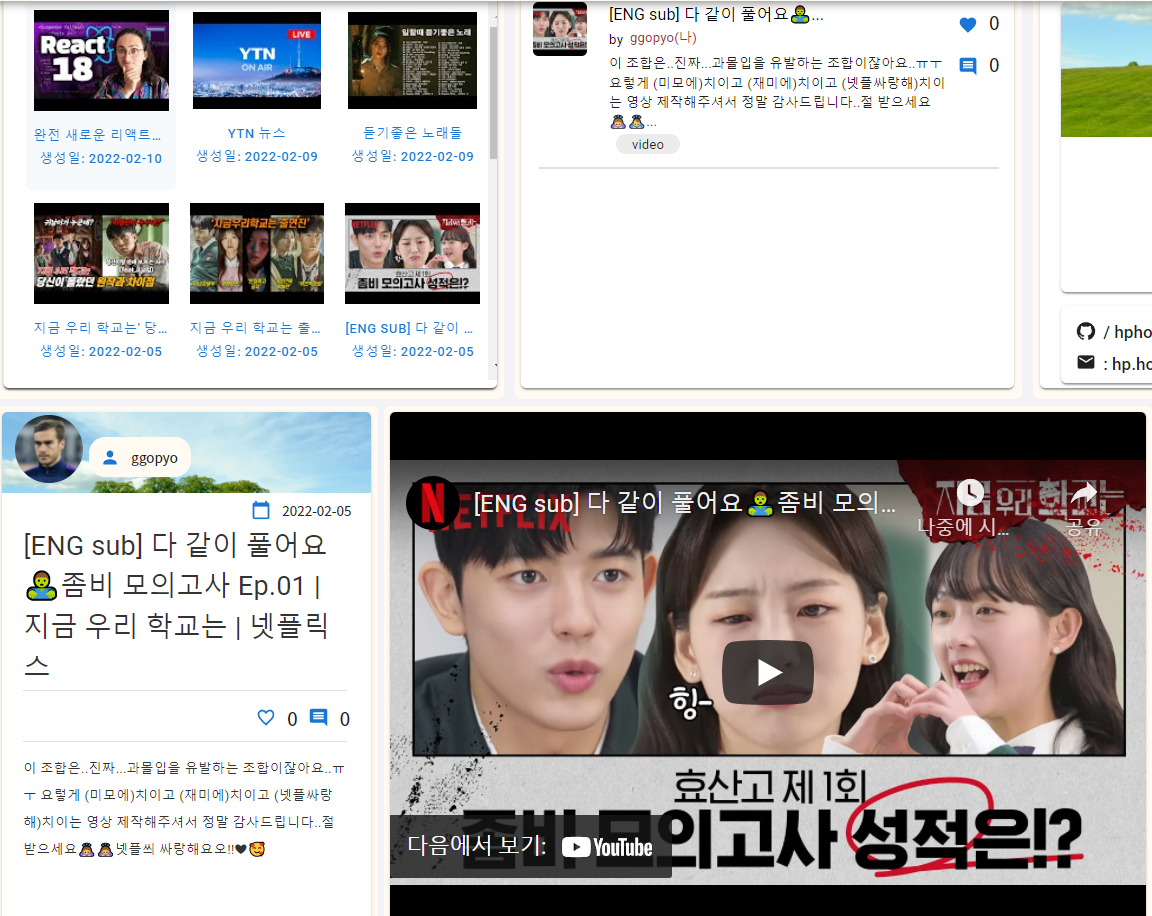 React
18
완전 새로운 리액트...
생성일: 2022-02-10
LIVE
YTN
ON AIR
YTN 뉴스
생성일: 2022-02-09
일할때 듣기좋은 노래
듣기좋은 노래들
생성일: 2022-02-09
당신이 몰랐던 원작과 차이점
지금 우리 학교는' 당...
생성일: 2022-02-05
'지금우리학교는 출연진'
지금 우리 학교는 출...
생성일: 2022-02-05
NETFLIX
힝-
효산고 제 1회
좀비 모의고사 성적은!?
[ENG SUB] 다 같이 ...
생성일: 2022-02-05
[ENG sub] 다 같이 풀어요🧟‍♂️...
by ggopyo(나)
이 조합은..진짜...과몰입을 유발하는 조합이잖아요..ㅠㅜ
요렇게 (미모에)치이고 (재미에)치이고 (넷플싸랑해)치이
는 영상 제작해주셔서 정말 감사드립니다..절 받으세요
🙇🙇‍♂️...
video
0
0
/ hpho
: hp.ho
ggopyo
2022-02-05
[ENG sub] 다 같이 풀어요
🧟‍♂️좀비 모의고사 Ep.01 |
지금 우리 학교는 | 넷플릭
스
0 0
이 조합은..진짜...과몰입을 유발하는 조합이잖아요..ㅠ
ㅜ 요렇게 (미모에)치이고 (재미에)치이고 (넷플싸랑
해)치이는 영상 제작해주셔서 정말 감사드립니다..절
받으세요🙇🙇넷플씌 싸랑해요오!!🖤🥰
N
[ENG sub] 다 같이 풀어요🧟‍♂️좀비 모의...
NETFLIX
지금 우리 학교는
나중에 시...
공유
힝-
효산고 제 1회
좀비 모의고사 성적은!?
다음에서 보기: YouTube